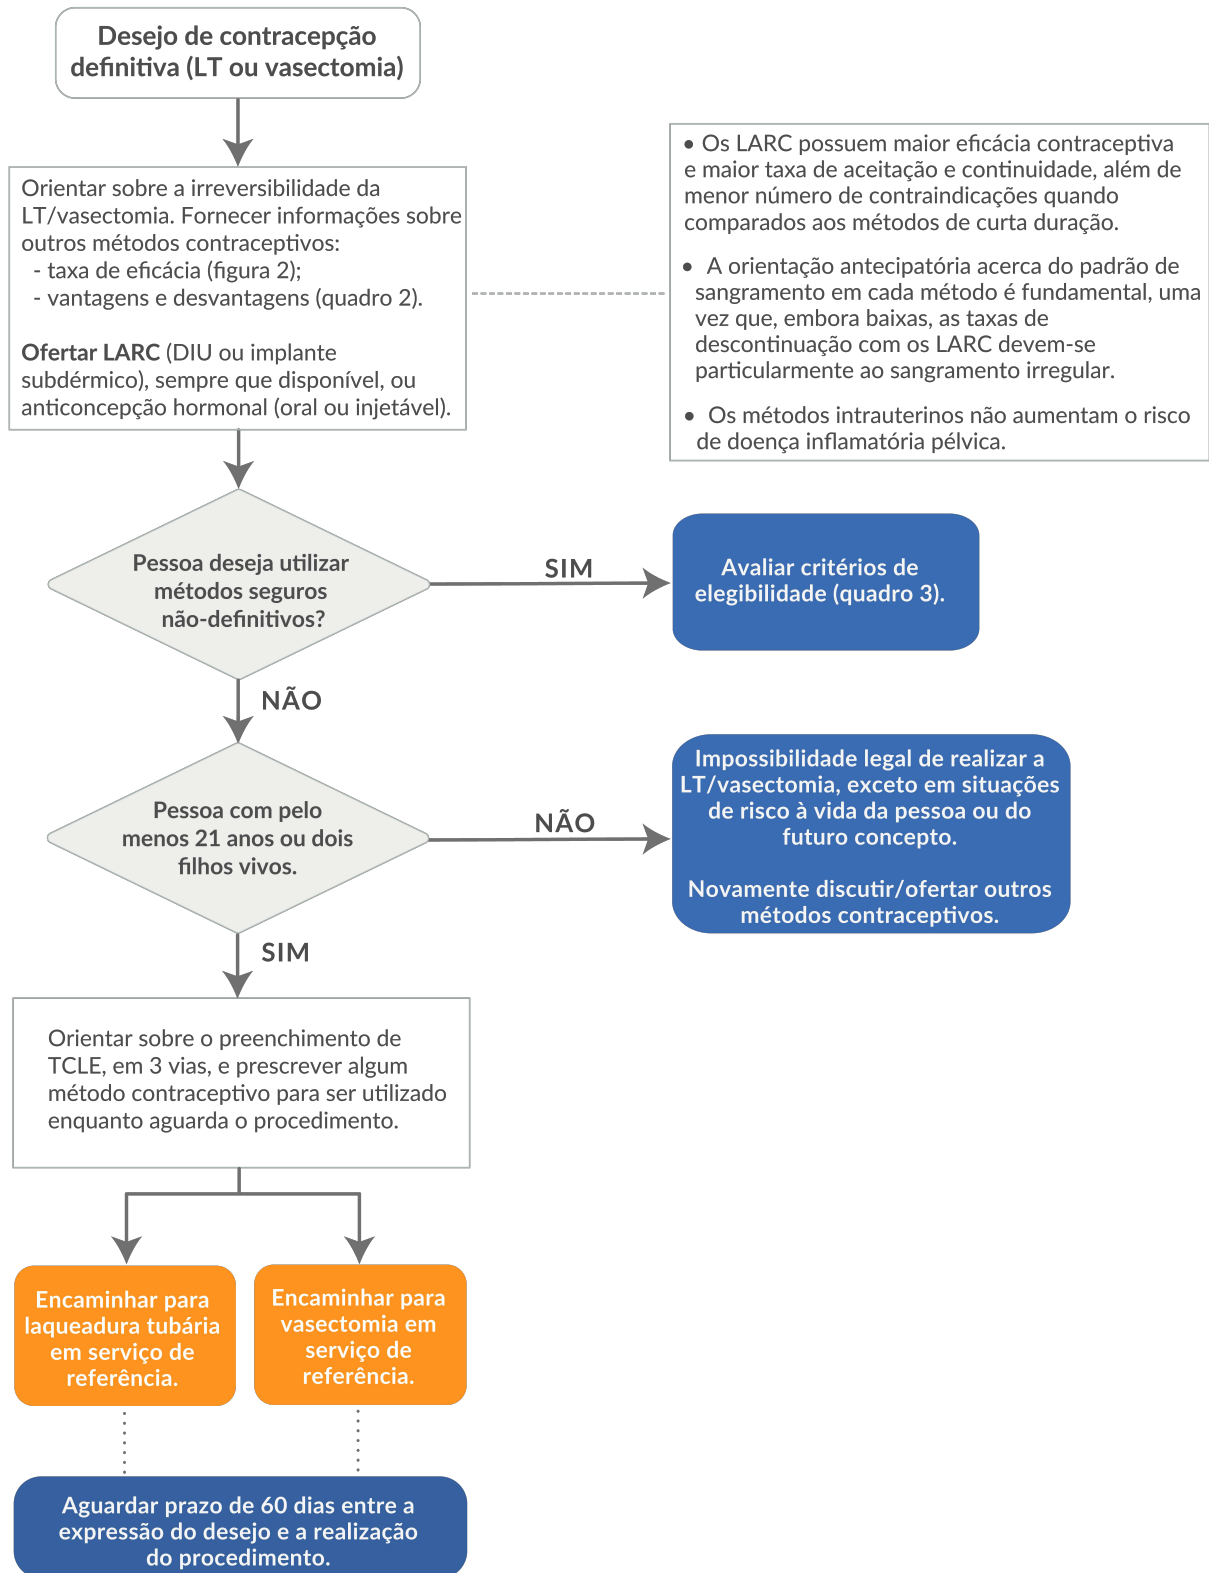 Desejo de contracepção
definitiva (LT ou vasectomia)
Orientar sobre a irreversibilidade da
LT/vasectomia. Fornecer informações sobre
outros métodos contraceptivos:
- taxa de eficácia (figura 2);
- vantagens e desvantagens (quadro 2).
Ofertar LARC (DIU ou implante
subdérmico), sempre que disponível, ou
anticoncepção hormonal (oral ou injetável).
• Os LARC possuem maior eficácia contraceptiva
e maior taxa de aceitação e continuidade, além de
menor número de contraindicações quando
comparados aos métodos de curta duração.
• A orientação antecipatória acerca do padrão de
sangramento em cada método é fundamental, uma
vez que, embora baixas, as taxas de
descontinuação com os LARC devem-se
particularmente ao sangramento irregular.
• Os métodos intrauterinos não aumentam o risco
de doença inflamatória pélvica.
Pessoa deseja utilizar
métodos seguros
não-definitivos?
SIM
Avaliar critérios de
elegibilidade (quadro 3).
NÃO
Pessoa com pelo
menos 21 anos ou dois
filhos vivos.
NÃO
Impossibilidade legal de realizar a
LT/vasectomia, exceto em situações
de risco à vida da pessoa ou do
futuro concepto.
Novamente discutir/ofertar outros
métodos contraceptivos.
SIM
Orientar sobre o preenchimento de
TCLE, em 3 vias, e prescrever algum
método contraceptivo para ser utilizado
enquanto aguarda o procedimento.
Encaminhar para
laqueadura tubária
em serviço de
referência.
Encaminhar para
vasectomia em
serviço de
referência.
Aguardar prazo de 60 dias entre a
expressão do desejo e a realização
do procedimento.